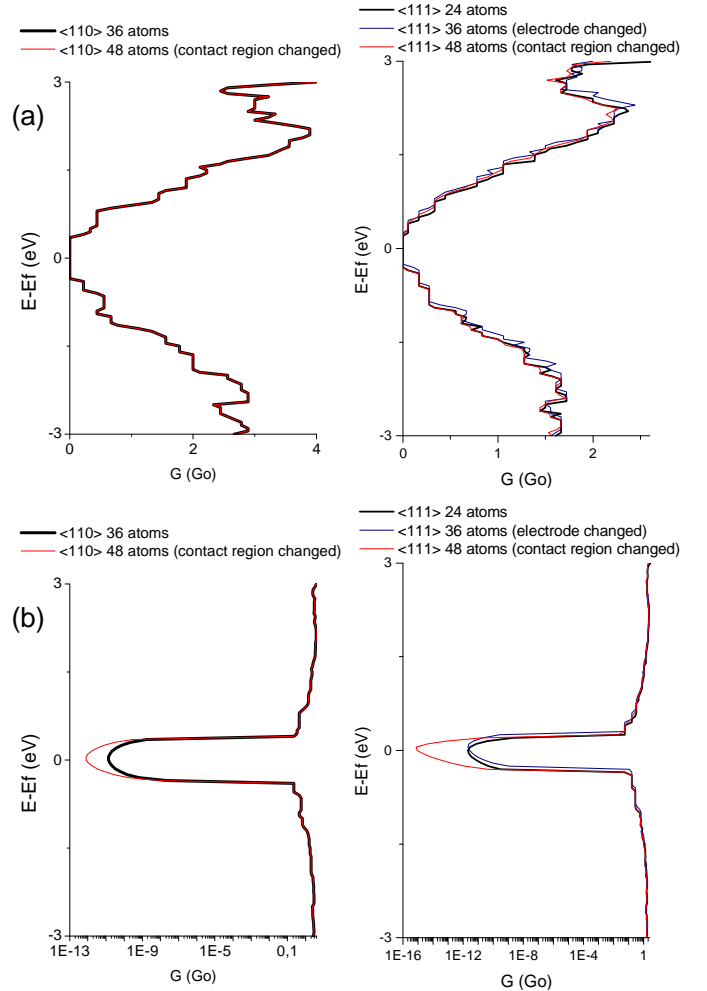 <110> 36 atoms
<110> 48 atoms (contact region changed)
<111> 24 atoms
<111> 36 atoms (electrode changed)
<111> 48 atoms (contact region changed)
(a)
3
0
-3
E-Ef (eV)
0 1 2 3 4
G (Go)
3
0
-3
E-Ef (eV)
0 1 2
G (Go)
<110> 36 atoms
<110> 48 atoms (contact region changed)
<111> 24 atoms
<111> 36 atoms (electrode changed)
<111> 48 atoms (contact region changed)
(b)
3
0
-3
E-Ef (eV)
1E-13 1E-9 1E-5 0,1
G (Go)
3
0
-3
E-Ef (eV)
1E-16 1E-12 1E-8 1E-4 1
G (Go)